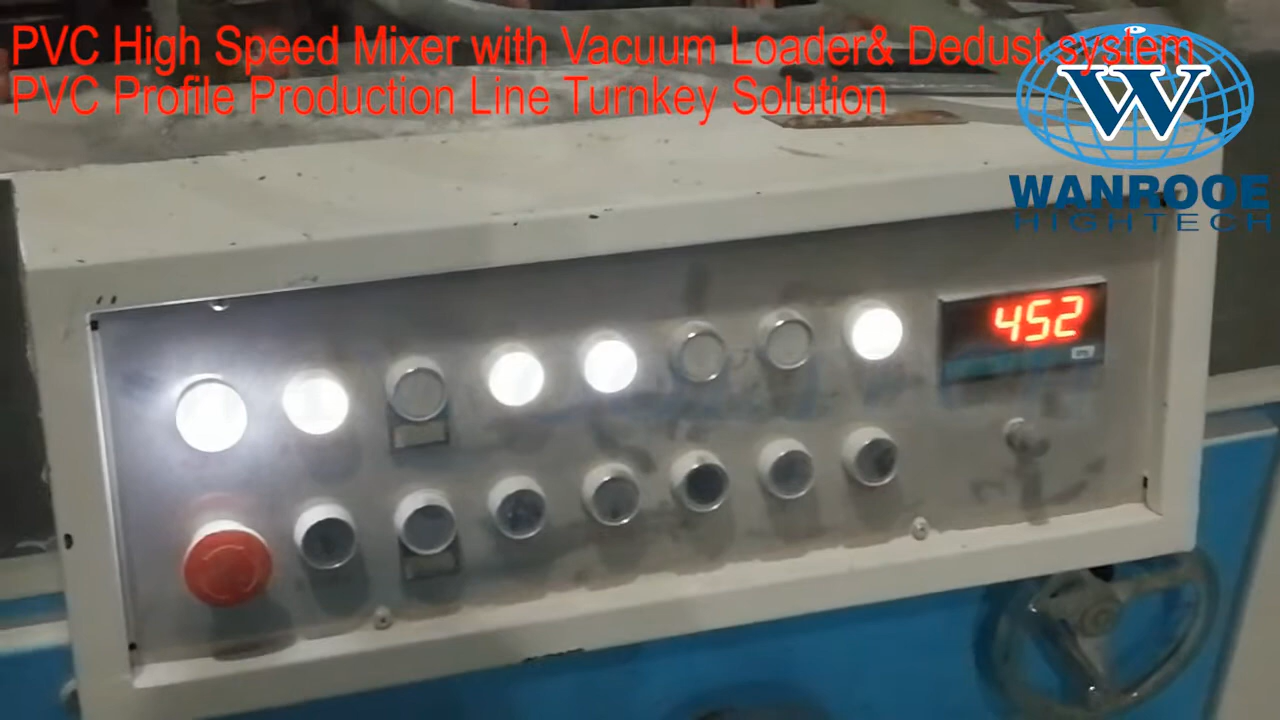 PVC High Speed Mixer with Vacuum Loader& Dedust system
PVC Profile Production Line Turnkey Solution
W
WANROOE
HIGHTECH
452